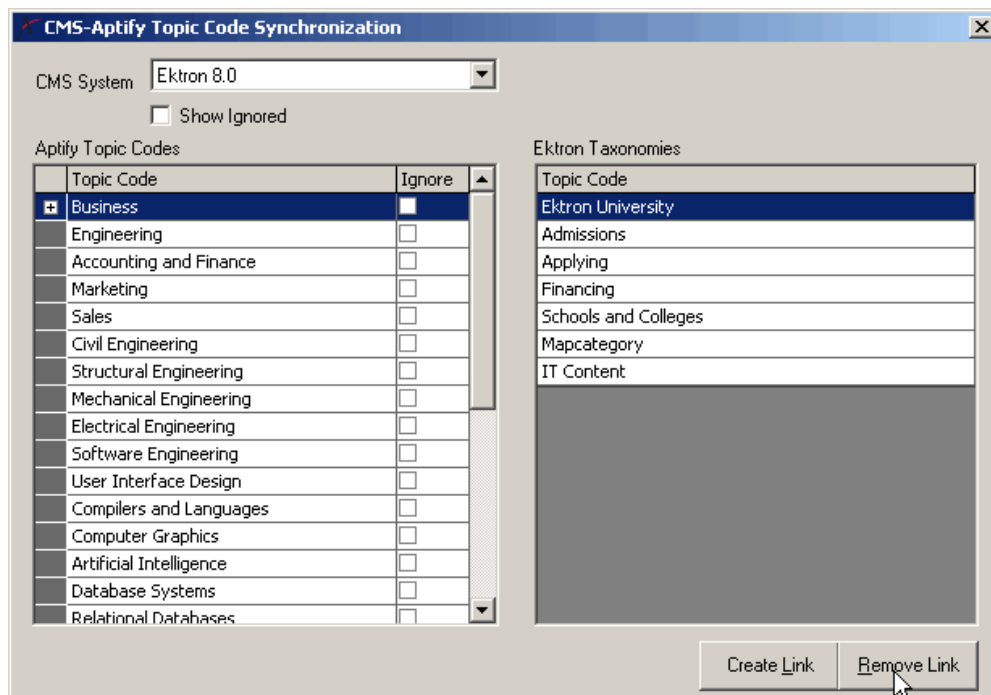 CMS-Aptify Topic Code Synchronization
CMS System Ektron 8.0
Show Ignored
Aptify Topic Codes
Topic Code Ignore
Business
Engineering
Accounting and Finance
Marketing
Sales
Civil Engineering
Structural Engineering
Mechanical Engineering
Electrical Engineering
Software Engineering
User Interface Design
Compilers and Languages
Computer Graphics
Artificial Intelligence
Database Systems
Relational Databases
Ektron Taxonomies
Topic Code
Ektron University
Admissions
Applying
Financing
Schools and Colleges
Mapcategory
IT Content
Create Link Remove Link